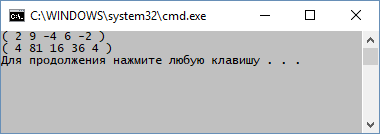 C:\WINDOWS\system32\cmd.exe
( 2 9 -4 6 -2 )
( 4 81 16 36 4 )
Для продолжения нажмите любую клавишу . . .